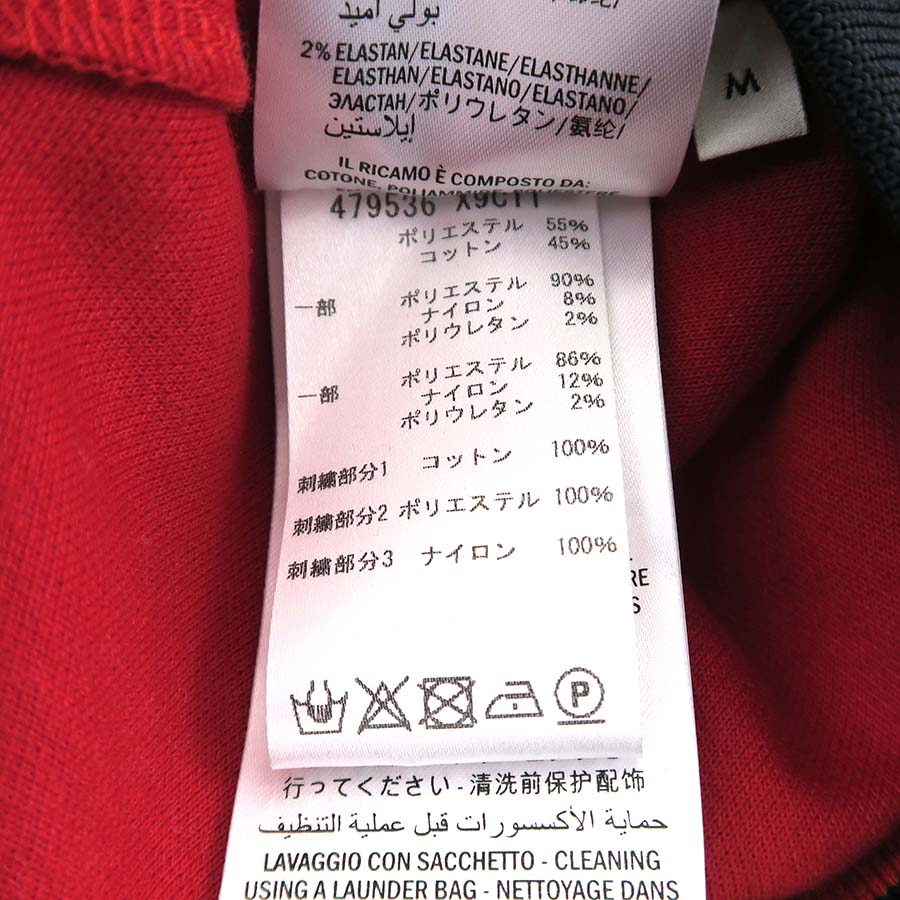 بولي أميد
2% ELASTAN/ELASTANE/ELASTHANNE/
ELASTHAN/ELASTANO/ELASTANO/
ЭЛАСТАН/ポリウレタン/氨纶/
إيلاستين
IL RICAMO È COMPOSTO DA:
COTONE,
M
479536 X9C11
ポリエステル 55%
コットン 45%
一部 ポリエステル 90%
ナイロン 8%
ポリウレタン 2%
一部 ポリエステル 86%
ナイロン 12%
ポリウレタン 2%
刺繍部分1 コットン 100%
刺繍部分2 ポリエステル 100%
刺繍部分3 ナイロン 100%
RE
S
P
行ってください - 清洗前保护配饰
حماية الأكسسورات قبل عملية التنظيف
LAVAGGIO CON SACCHETTO - CLEANING
USING A LAUNDER BAG - NETTOYAGE DANS